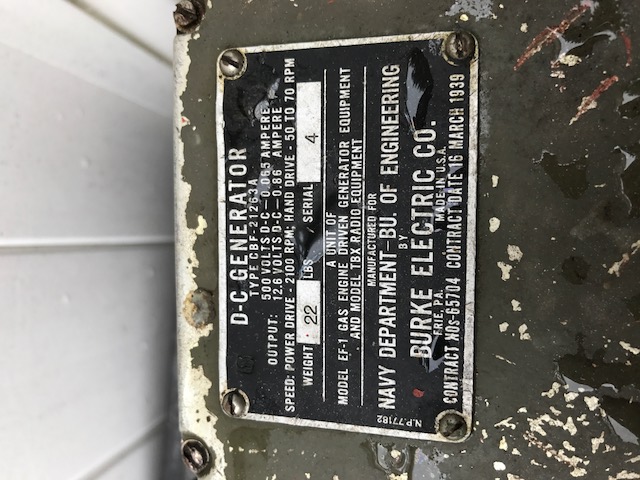 D-C GENERATOR
TYPE CBF-21263A
OUTPUT: 500 VOLTS D-C-0.065 AMPERE
12.6 VOLTS D-C-0.86 AMPERE
SPEED: POWER DRIVE-2100 RPM; HAND DRIVE-50 TO 70 RPM
WEIGHT 22 LBS SERIAL 4
A UNIT OF
MODEL EF-1 GAS ENGINE DRIVEN GENERATOR EQUIPMENT
AND MODEL TBX RADIO EQUIPMENT
MANUFACTURED FOR
NAVY DEPARTMENT-BU. OF ENGINEERING
BY
BURKE ELECTRIC CO.
ERIE, PA. MADE IN U.S.A.
CONTRACT NOs-65704 CONTRACT DATE 16 MARCH 1939
N.P.77182